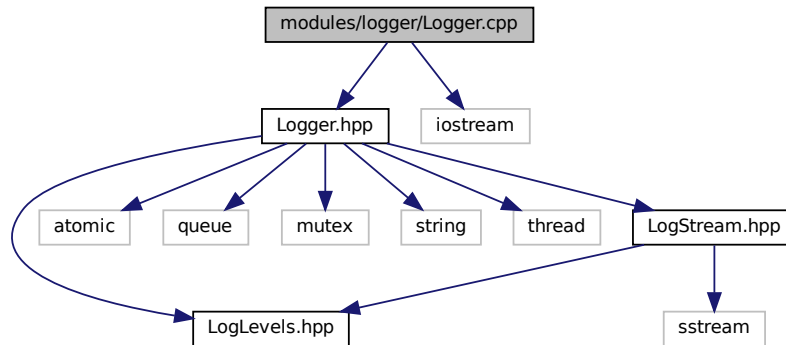 modules/logger/Logger.cpp
Logger.hpp
iostream
atomic
queue
mutex
string
thread
LogStream.hpp
LogLevels.hpp
sstream